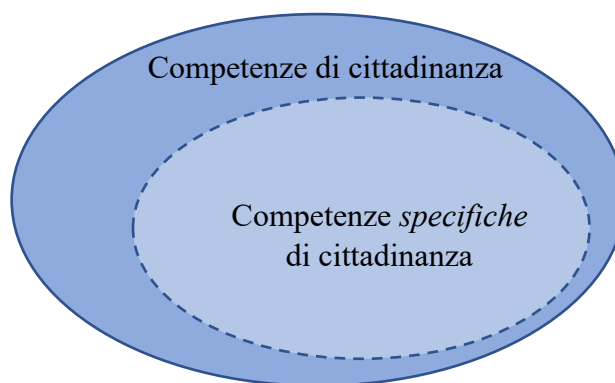 Competenze di cittadinanza
Competenze specifiche
di cittadinanza